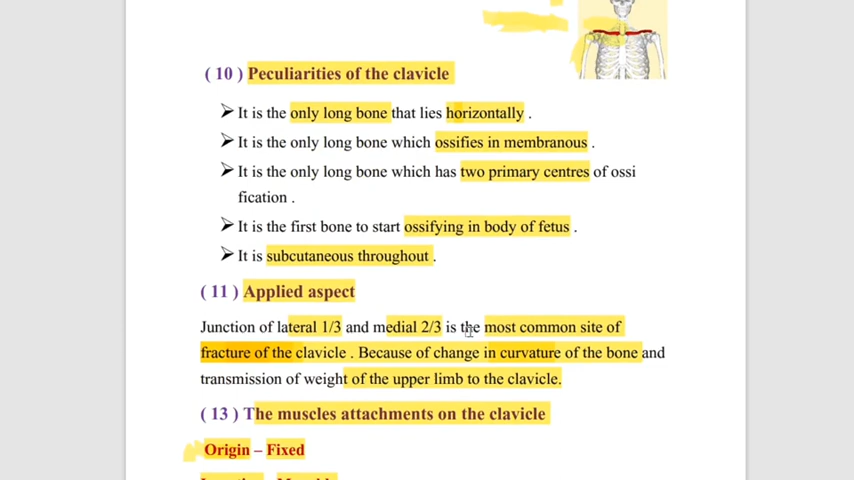 ( 10 ) Peculiarities of the clavicle
➢ It is the only long bone that lies horizontally .
➢ It is the only long bone which ossifies in membranous .
➢ It is the only long bone which has two primary centres of ossi
fication .
➢ It is the first bone to start ossifying in body of fetus .
➢ It is subcutaneous throughout .
( 11 ) Applied aspect
Junction of lateral 1/3 and medial 2/3 is the most common site of
fracture of the clavicle . Because of change in curvature of the bone and
transmission of weight of the upper limb to the clavicle.
( 13 ) The muscles attachments on the clavicle
Origin – Fixed